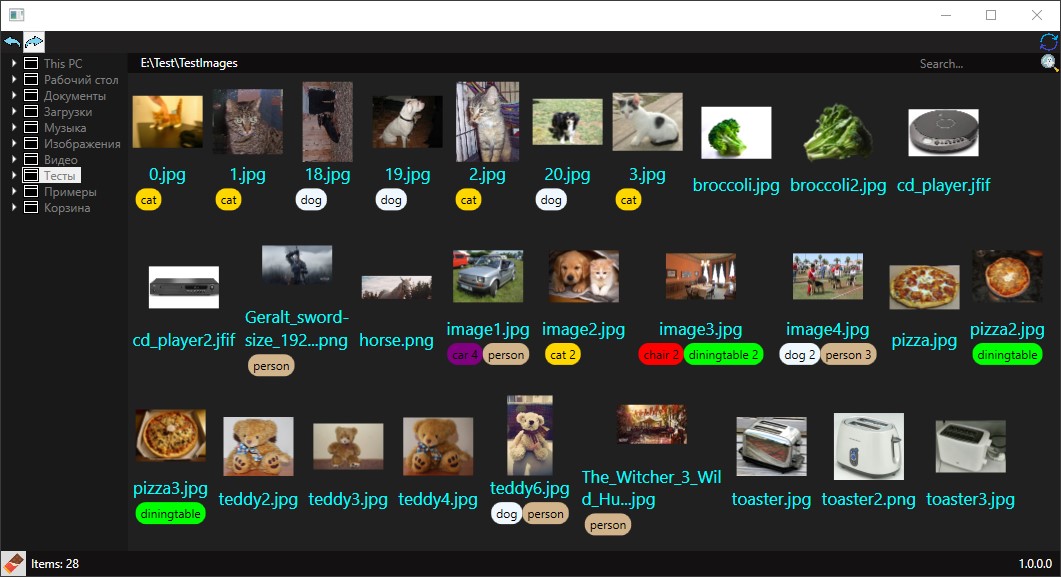 E:\Test\TestImages
Search...
This PC
Рабочий стол
Документы
Загрузки
Музыка
Изображения
Видео
Тесты
Примеры
Корзина
0.jpg
cat
1.jpg
cat
18.jpg
dog
19.jpg
dog
2.jpg
cat
20.jpg
dog
3.jpg
cat
broccoli.jpg
broccoli2.jpg
cd_player.jfif
cd_player2.jfif
Geralt_sword-
size_192...png
person
horse.png
image1.jpg
car 4 person
image2.jpg
cat 2
image3.jpg
chair 2 diningtable 2
image4.jpg
dog 2 person 3
pizza.jpg
pizza2.jpg
diningtable
pizza3.jpg
diningtable
teddy2.jpg
teddy3.jpg
teddy4.jpg
teddy6.jpg
dog person
The_Witcher_3_Wil
d_Hu...jpg
person
toaster.jpg
toaster2.png
toaster3.jpg
Items: 28
1.0.0.0